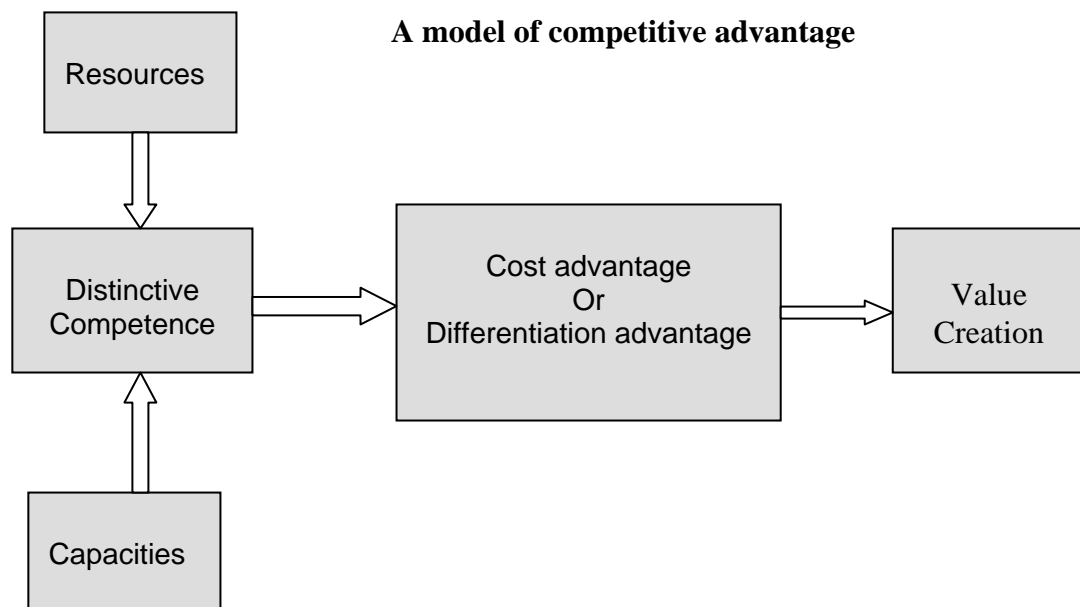 A model of competitive advantage
Resources
Distinctive
Competence
Cost advantage
Or
Differentiation advantage
Value
Creation
Capacities